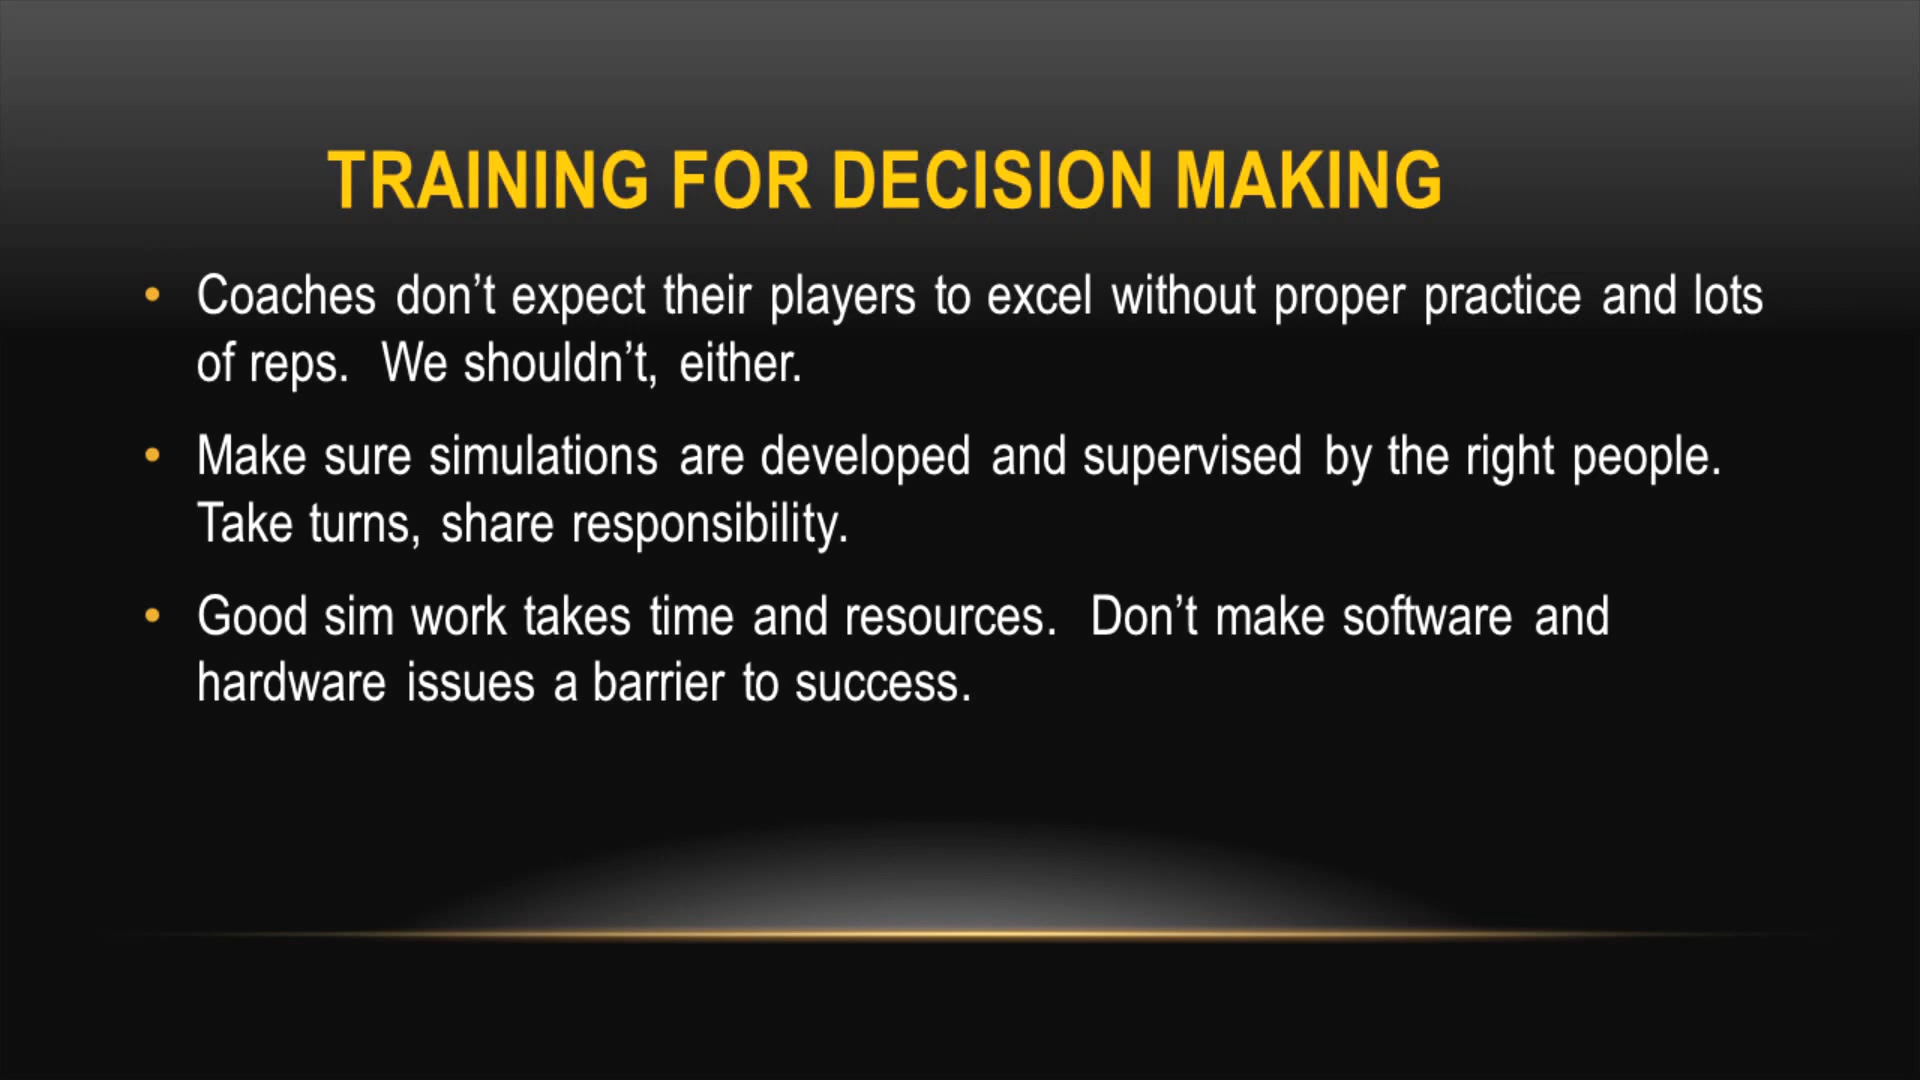 TRAINING FOR DECISION MAKING
• Coaches don’t expect their players to excel without proper practice and lots
of reps.  We shouldn’t, either.
• Make sure simulations are developed and supervised by the right people.
Take turns, share responsibility.
• Good sim work takes time and resources.  Don’t make software and
hardware issues a barrier to success.